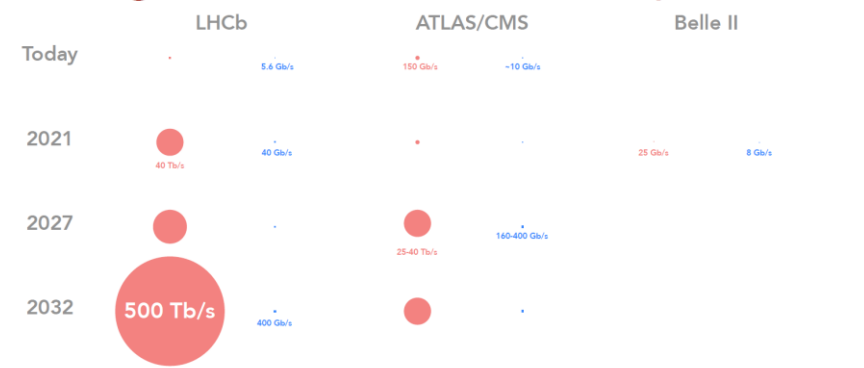 LHCb ATLAS/CMS Belle II
Today
5.6 Gb/s 150 Gb/s ~10 Gb/s
2021
40 Tb/s 40 Gb/s 25 Gb/s 8 Gb/s
2027
25-40 Tb/s 160-400 Gb/s
2032 500 Tb/s
400 Gb/s